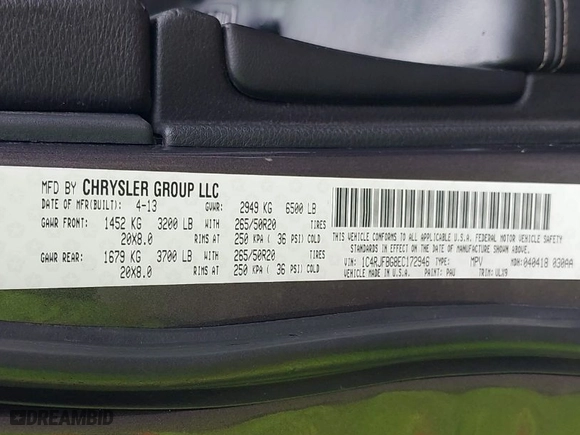 MFD BY CHRYSLER GROUP LLC
DATE OF MFR(BUILT): 4-13 GVWR: 2949 KG 6500 LB
GAWR FRONT: 1452 KG 3200 LB WITH 265/50R20 TIRES
20X8.0 RIMS AT 250 KPA ( 36 PSI) COLD
GAWR REAR: 1679 KG 3700 LB WITH 265/50R20 TIRES
20X8.0 RIMS AT 250 KPA ( 36 PSI) COLD
THIS VEHICLE CONFORMS TO ALL APPLICABLE U.S.A. FEDERAL MOTOR VEHICLE SAFETY
STANDARDS IN EFFECT ON THE DATE OF MANUFACTURE SHOWN ABOVE.
VIN: 1C4RJFBG8EC172946 TYPE: MPV MDH: 040418 030AA
PAINT: PAU TRIM: ULX9
DREAMBID